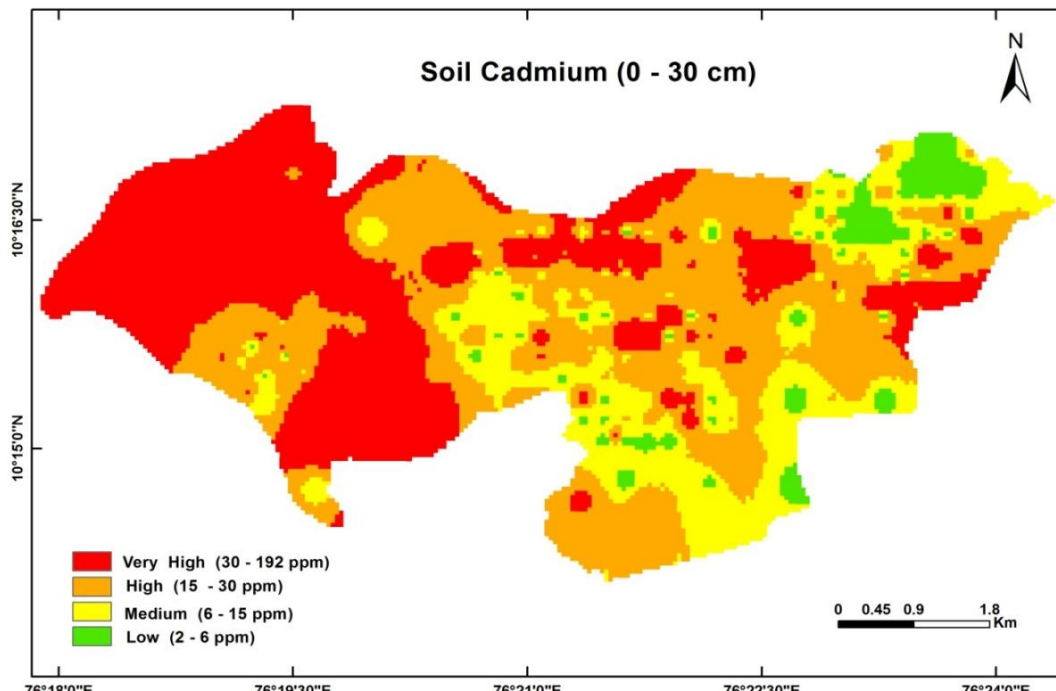 Soil Cadmium (0 - 30 cm)
N
10°16'30"N
10°15'0"N
Very High (30 - 192 ppm)
High (15 - 30 ppm)
Medium (6 - 15 ppm)
Low (2 - 6 ppm)
0 0.45 0.9 1.8
Km
76°18'0"E 76°19'30"E 76°21'0"E 76°22'30"E 76°24'0"E